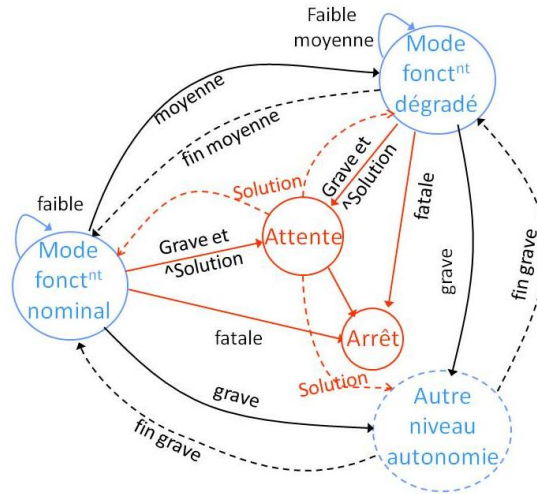 Faible
moyenne
Mode
fonctⁿᵗ
dégradé
moyenne
fin moyenne
Solution
Grave et
^Solution
fatale
faible
Mode
fonctⁿᵗ
nominal
Grave et
^Solution
Attente
fatale
Arrêt
grave
fin grave
Solution
grave
fin grave
Autre
niveau
autonomie